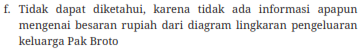 f. Tidak dapat diketahui, karena tidak ada informasi apapun
mengenai besaran rupiah dari diagram lingkaran pengeluaran
keluarga Pak Broto